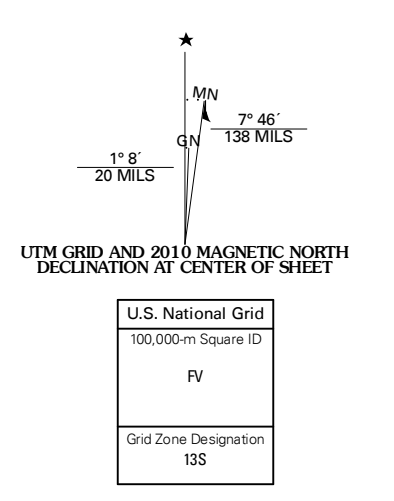 ★
MN
7° 46´
138 MILS
GN
1° 8´
20 MILS
UTM GRID AND 2010 MAGNETIC NORTH
DECLINATION AT CENTER OF SHEET
U.S. National Grid
100,000-m Square ID
FV
Grid Zone Designation
13S